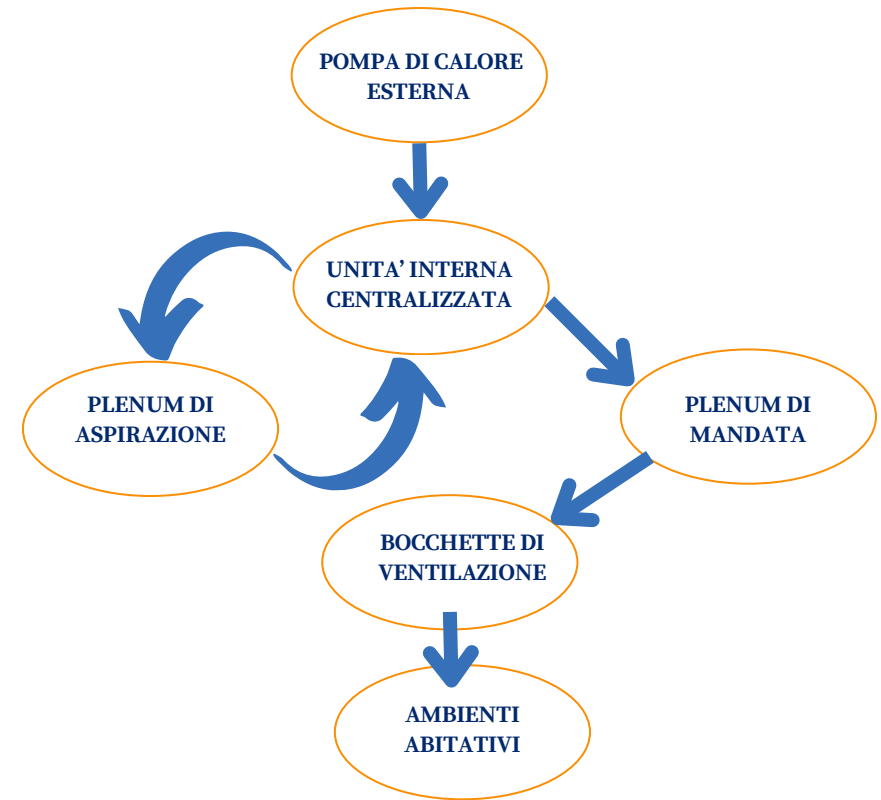 POMPA DI CALORE
ESTERNA
UNITA’ INTERNA
CENTRALIZZATA
PLENUM DI
ASPIRAZIONE
PLENUM DI
MANDATA
BOCCHETTE DI
VENTILAZIONE
AMBIENTI
ABITATIVI